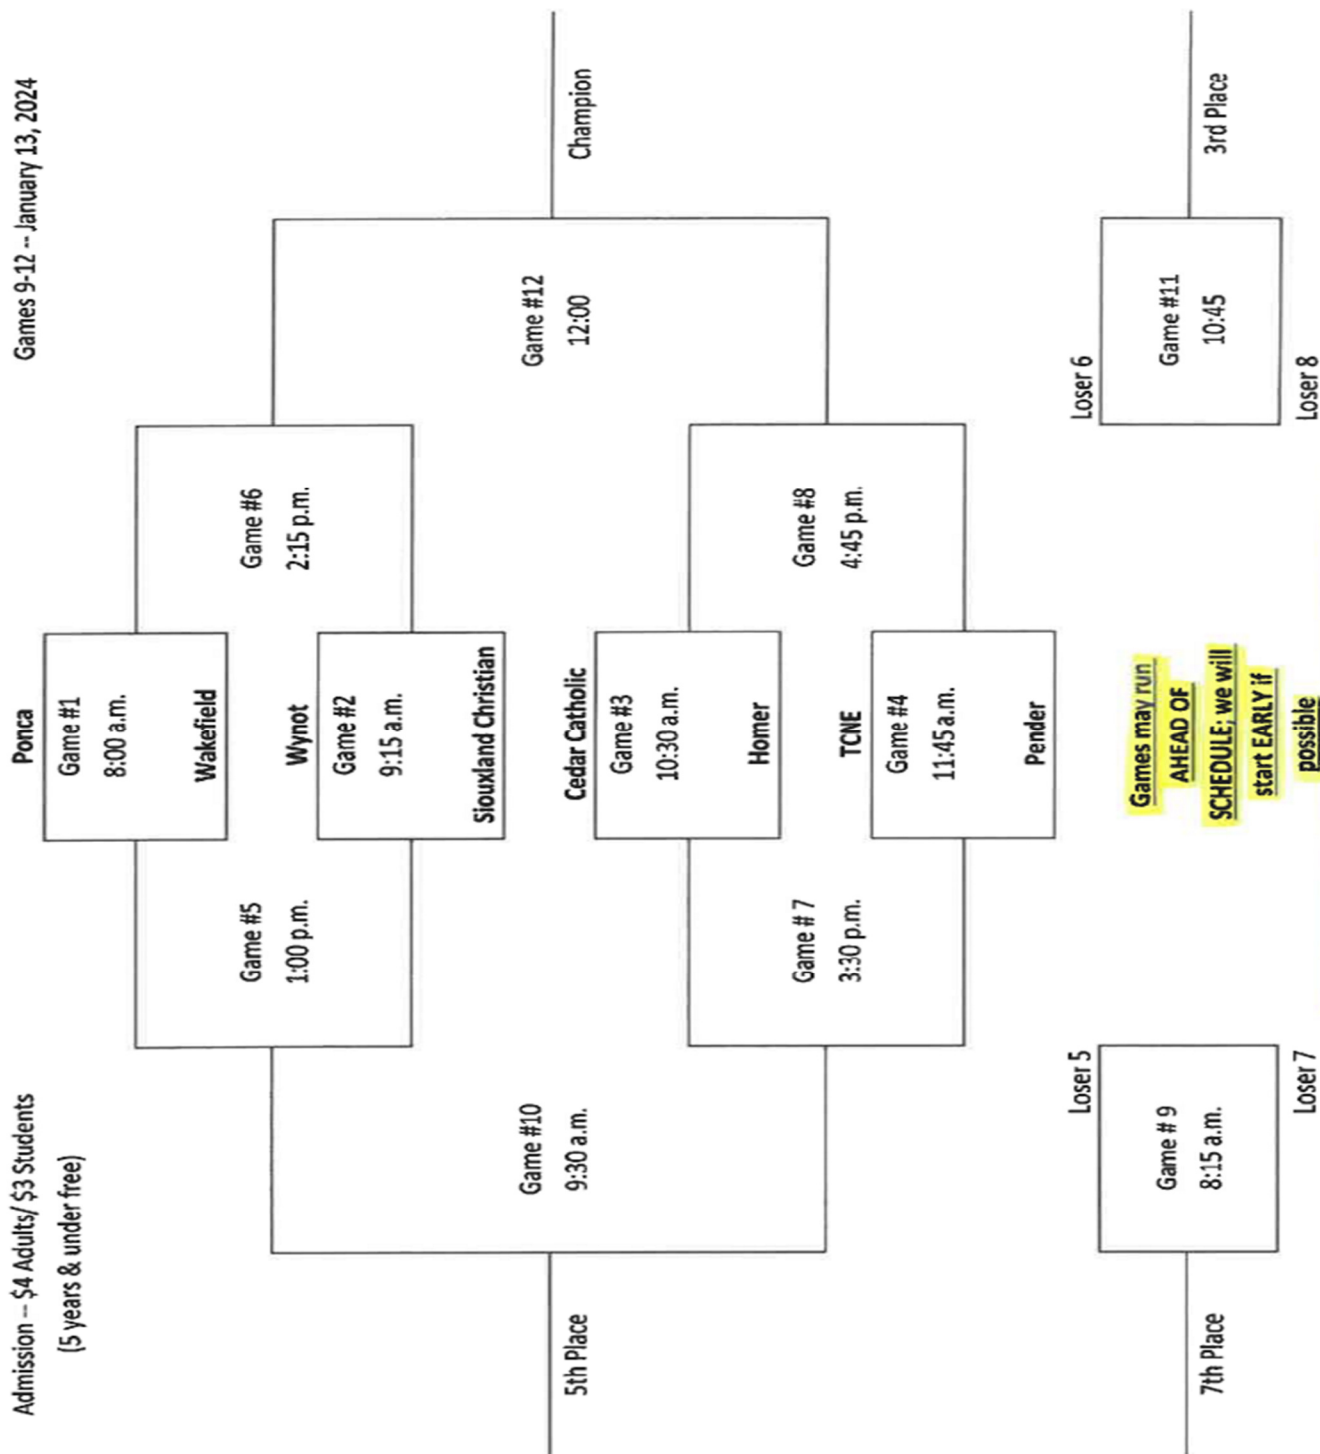 Admission -- $4 Adults/ $3 Students
(5 years & under free)
Games 9-12 -- January 13, 2024
Ponca
Game #1
8:00 a.m.
Wakefield
Game #5
1:00 p.m.
Game #6
2:15 p.m.
Wynot
Game #2
9:15 a.m.
Siouxland Christian
Game #10
9:30 a.m.
5th Place
Game #12
12:00
Champion
Cedar Catholic
Game #3
10:30 a.m.
Homer
Game # 7
3:30 p.m.
Game #8
4:45 p.m.
TCNE
Game #4
11:45a.m.
Pender
Loser 5
Game # 9
8:15 a.m.
Loser 7
7th Place
Games may run
AHEAD OF
SCHEDULE; we will
start EARLY if
possible
Loser 6
Game #11
10:45
Loser 8
3rd Place